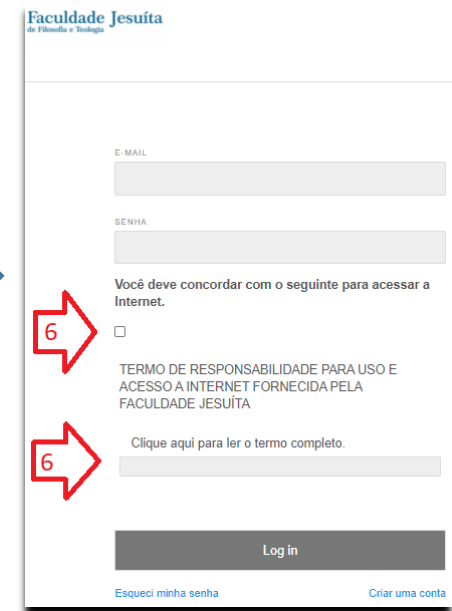 Faculdade Jesuíta
de Filosofia e Teologia
E-MAIL
SENHA
Você deve concordar com o seguinte para acessar a
Internet.
6
TERMO DE RESPONSABILIDADE PARA USO E
ACESSO A INTERNET FORNECIDA PELA
FACULDADE JESUÍTA
Clique aqui para ler o termo completo.
6
Log in
Esqueci minha senha
Criar uma conta